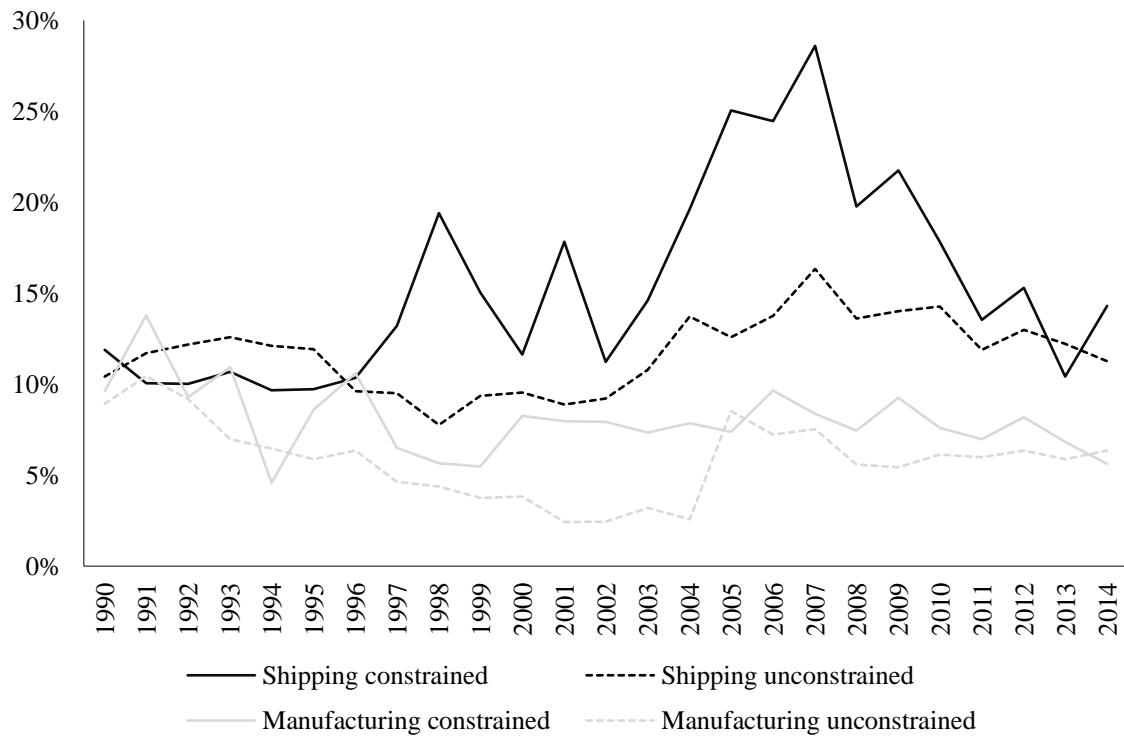 30%
25%
20%
15%
10%
5%
0%
1990 1991 1992 1993 1994 1995 1996 1997 1998 1999 2000 2001 2002 2003 2004 2005 2006 2007 2008 2009 2010 2011 2012 2013 2014
Shipping constrained Shipping unconstrained
Manufacturing constrained Manufacturing unconstrained